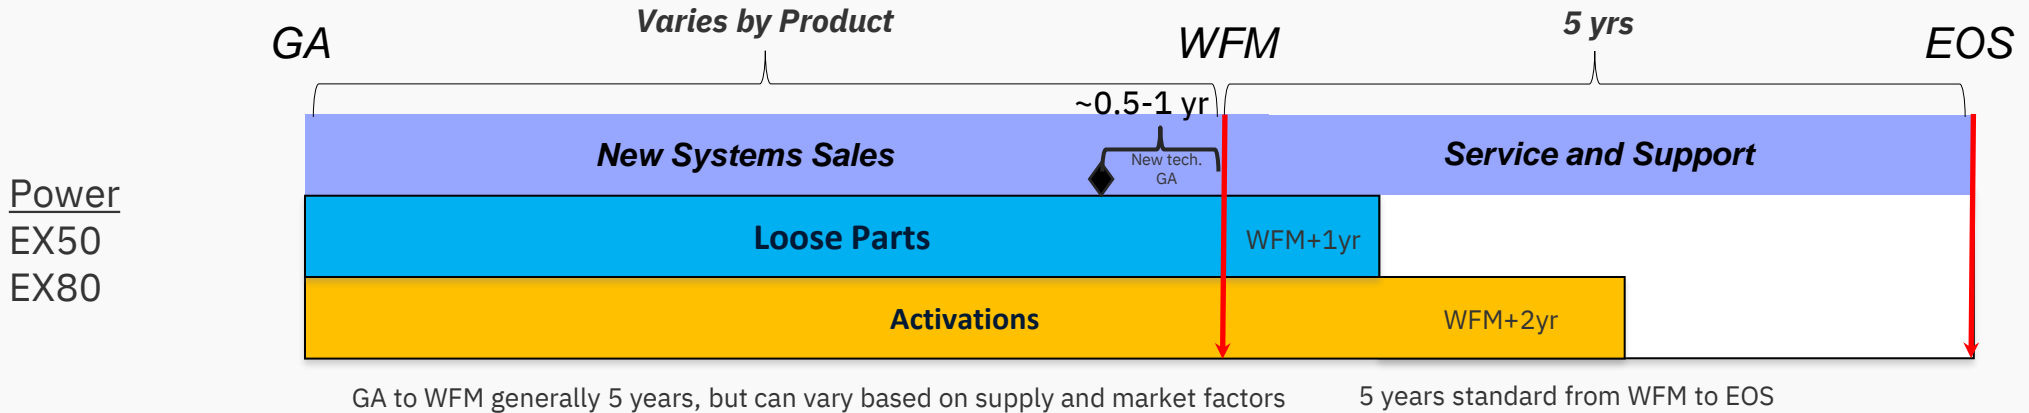 Varies by Product
5 yrs
GA
WFM
EOS
~0.5-1 yr
New Systems Sales
New tech.
GA
Service and Support
Power
EX50
EX80
Loose Parts
WFM+1yr
Activations
WFM+2yr
GA to WFM generally 5 years, but can vary based on supply and market factors
5 years standard from WFM to EOS